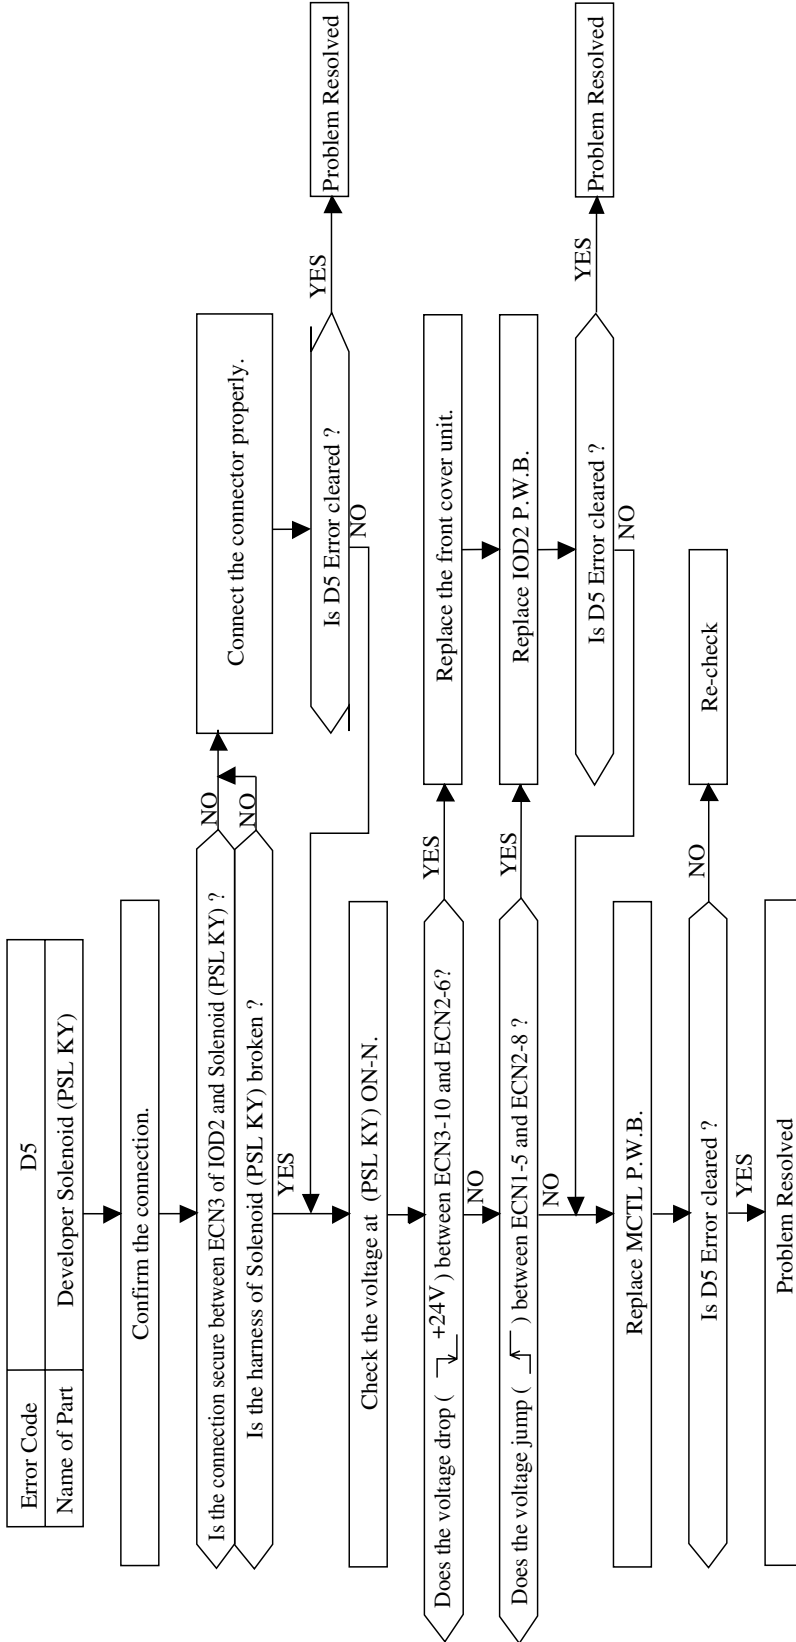 Error Code
D5
Name of Part
Developer Solenoid (PSL KY)
Confirm the connection.
Is the connection secure between ECN3 of IOD2 and Solenoid (PSL KY) ?
NO
Connect the connector properly.
Is the harness of Solenoid (PSL KY) broken ?
NO
YES
Is D5 Error cleared ?
YES
Problem Resolved
NO
Check the voltage at (PSL KY) ON-N.
Does the voltage drop ( +24V ) between ECN3-10 and ECN2-6?
YES
Replace the front cover unit.
NO
Does the voltage jump ( ) between ECN1-5 and ECN2-8 ?
YES
Replace IOD2 P.W.B.
NO
Is D5 Error cleared ?
YES
Problem Resolved
NO
Replace MCTL P.W.B.
Is D5 Error cleared ?
NO
Re-check
YES
Problem Resolved